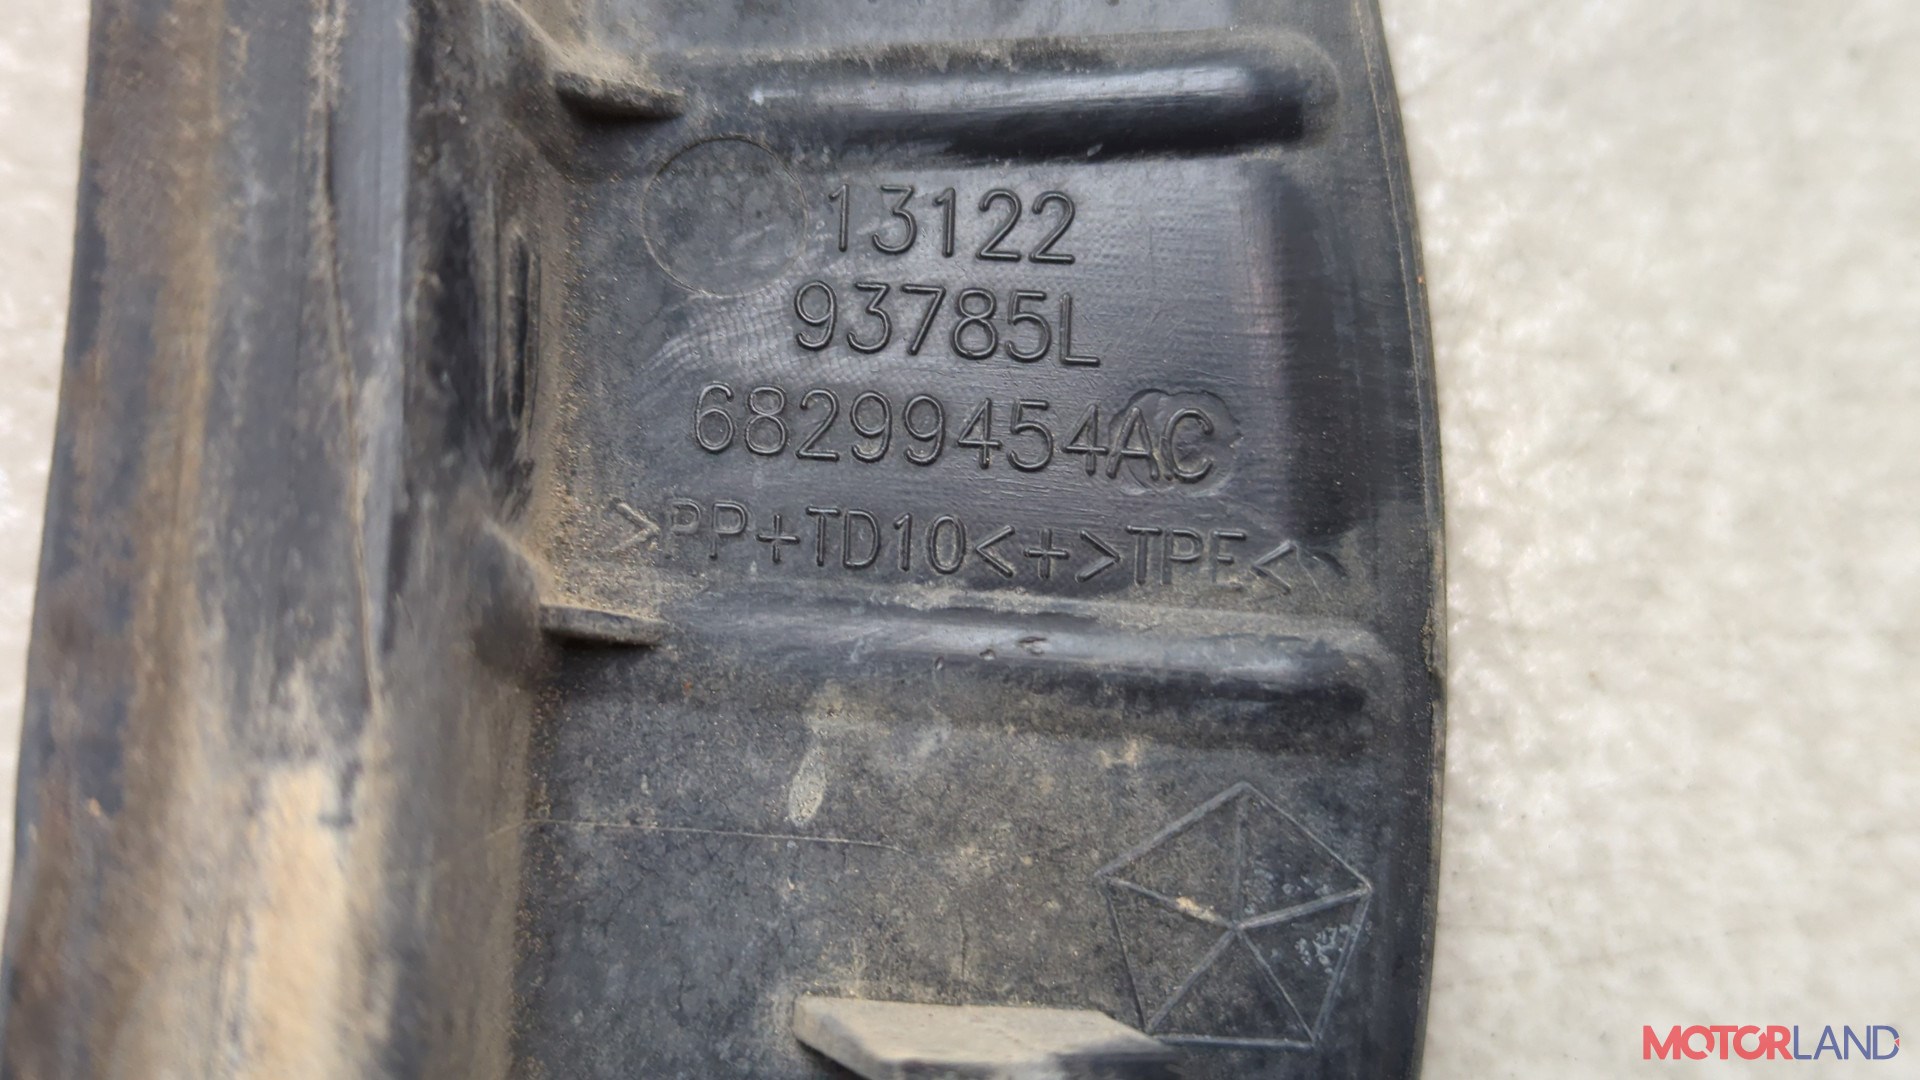 13122
93785L
68299454AC
>PP+TD10<+>TPE<
MOTORLAND